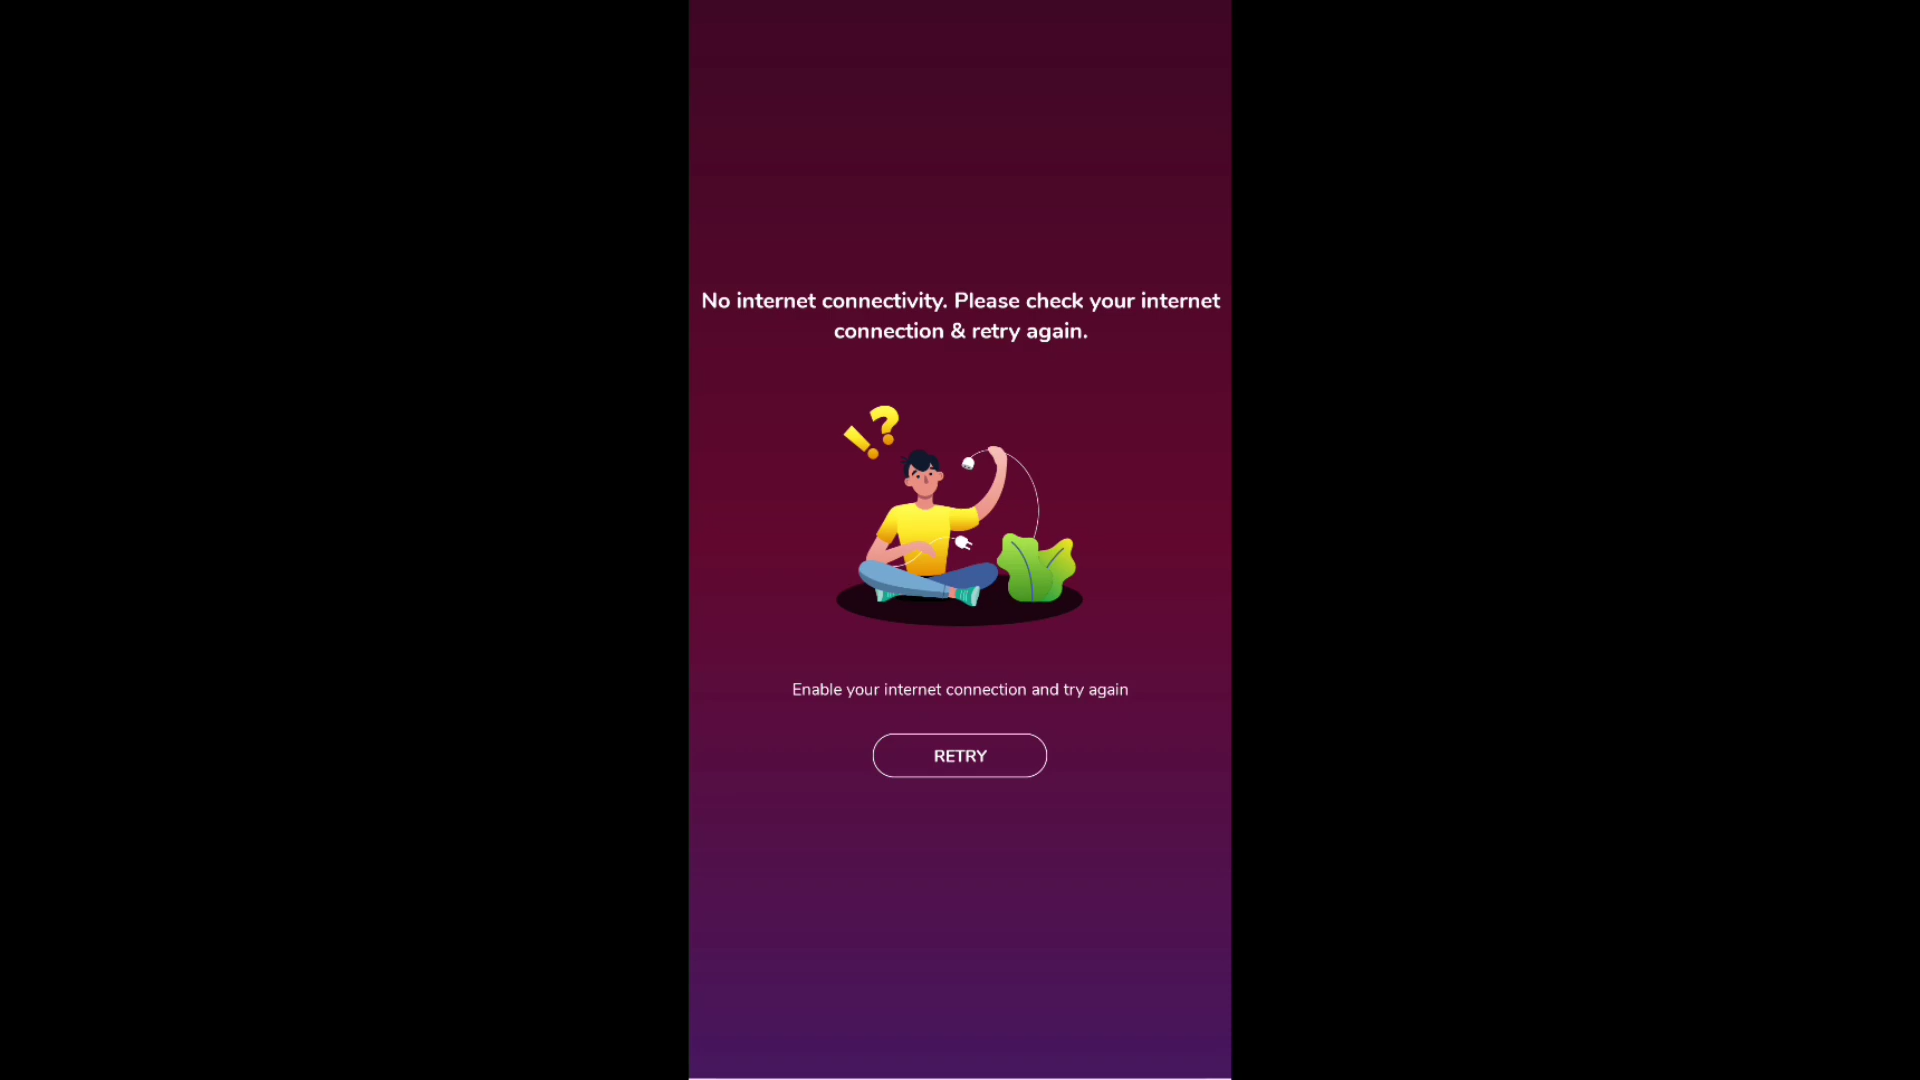 No internet connectivity. Please check your internet
connection & retry again.
!?
Enable your internet connection and try again
RETRY